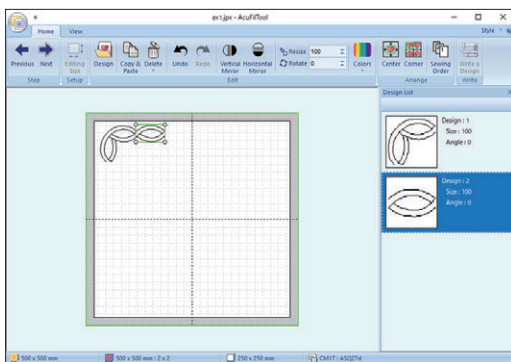 ex1.jpx - AcuFilTool
Home View
Style
Previous Next Editing Size Design Copy & Paste Delete Undo Redo Vertical Mirror Horizontal Mirror Resize 100 Rotate 0 Colors Center Corner Sewing Order Write a Design
Step Setup Edit Arrange Write
Design List
Design : 1
Size : 100
Angle : 0
Design : 2
Size : 100
Angle : 0
500 x 500 mm 500 x 500 mm : 2 x 2 250 x 250 mm CM17 : ASQ27d